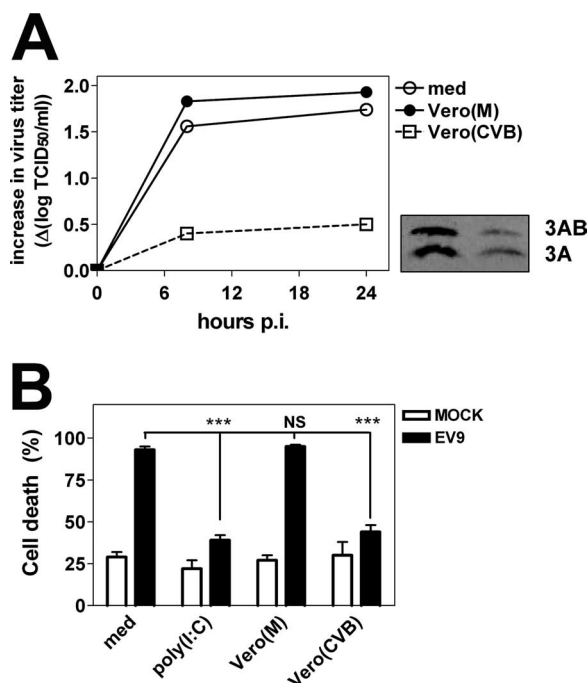 A
increase in virus titer
(Δ(log TCID50/ml))
2.0
1.5
1.0
0.5
0.0
0 6 12 18 24
hours p.i.
med
Vero(M)
Vero(CVB)
3AB
3A
B
Cell death (%)
100
75
50
25
0
*** NS ***
MOCK
EV9
med
poly(I:C)
Vero(M)
Vero(CVB)